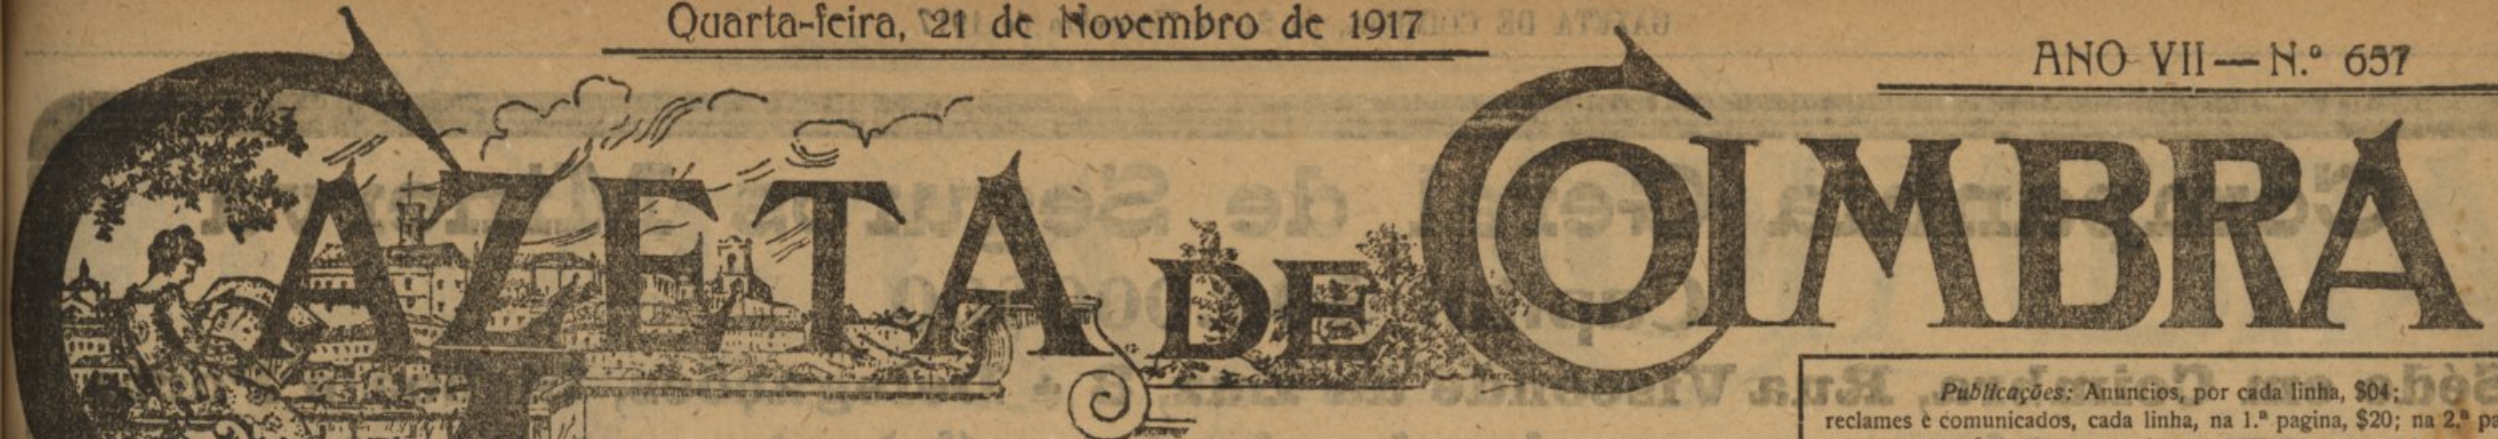 Quarta-feira, 21 de Novembro de 1917
ANO VII — N.º 657
GAZETA DE COIMBRA
Publicações: Anuncios, por cada linha, $04;
reclames e comunicados, cada linha, na 1.ª pagina, $20; na 2.ª